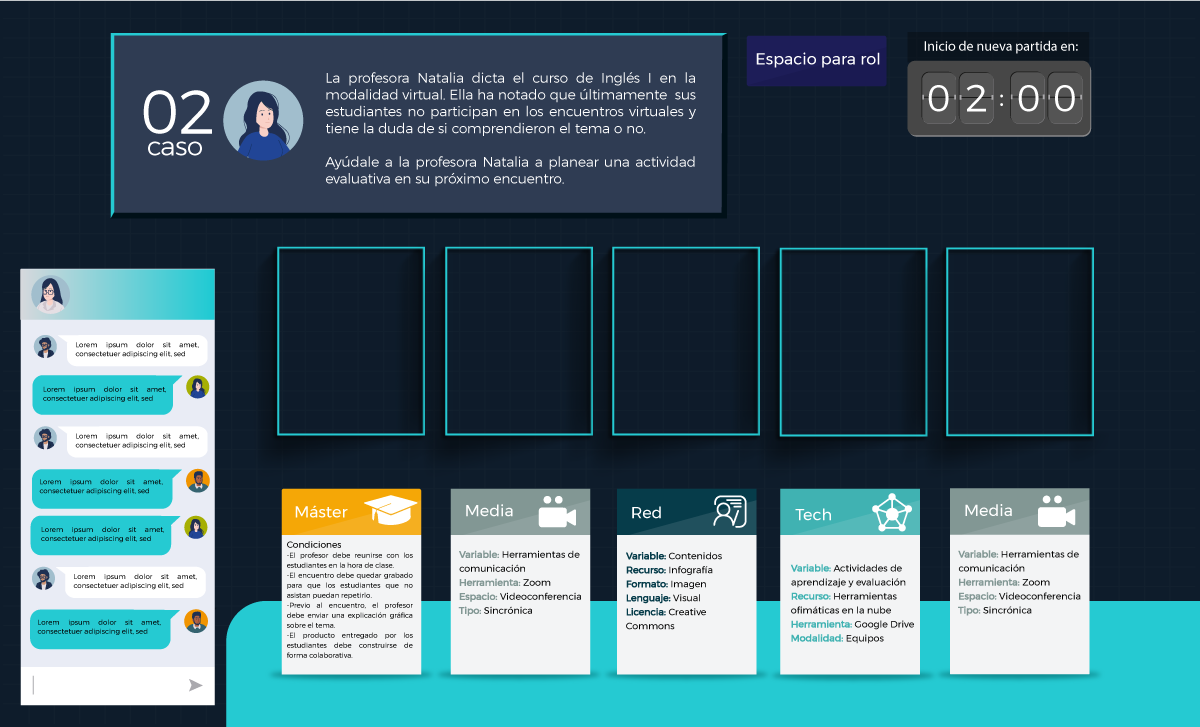 Inicio de nueva partida en:
02:00
Espacio para rol
02
caso
La profesora Natalia dicta el curso de Inglés I en la
modalidad virtual. Ella ha notado que últimamente sus
estudiantes no participan en los encuentros virtuales y
tiene la duda de si comprendieron el tema o no.
Ayúdale a la profesora Natalia a planear una actividad
evaluativa en su próximo encuentro.
Lorem ipsum dolor sit amet,
consectetuer adipiscing elit, sed
Lorem ipsum dolor sit amet,
consectetuer adipiscing elit, sed
Lorem ipsum dolor sit amet,
consectetuer adipiscing elit, sed
Lorem ipsum dolor sit amet,
consectetuer adipiscing elit, sed
Lorem ipsum dolor sit amet,
consectetuer adipiscing elit, sed
Lorem ipsum dolor sit amet,
consectetuer adipiscing elit, sed
Lorem ipsum dolor sit amet,
consectetuer adipiscing elit, sed
Máster
Condiciones
-El profesor debe reunirse con los
estudiantes en la hora de clase.
-El encuentro debe quedar grabado
para que los estudiantes que no
asistan puedan repetirlo.
-Previo al encuentro, el profesor
debe enviar una explicación gráfica
sobre el tema.
-El producto entregado por los
estudiantes debe construirse de
forma colaborativa.
Media
Variable: Herramientas de
comunicación
Herramienta: Zoom
Espacio: Videoconferencia
Tipo: Sincrónica
Red
Variable: Contenidos
Recurso: Infografía
Formato: Imagen
Lenguaje: Visual
Licencia: Creative
Commons
Tech
Variable: Actividades de
aprendizaje y evaluación
Recurso: Herramientas
ofimáticas en la nube
Herramienta: Google Drive
Modalidad: Equipos
Media
Variable: Herramientas de
comunicación
Herramienta: Zoom
Espacio: Videoconferencia
Tipo: Sincrónica